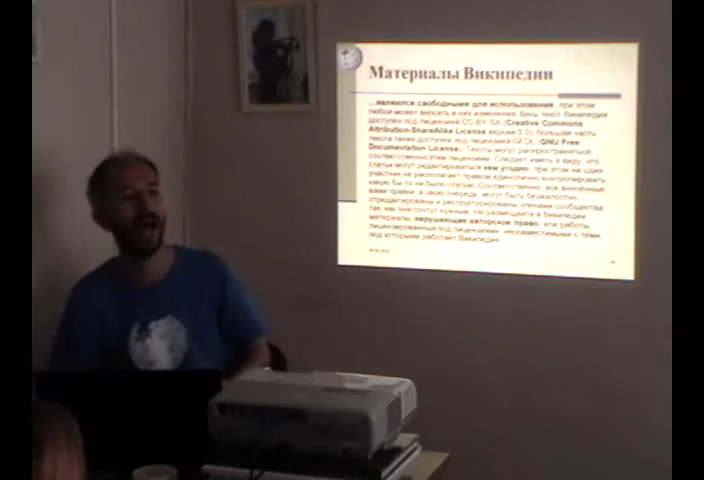 Материалы Википедии
...являются свободными для использования, при этом
любой может вносить в них изменения. Весь текст Википедии
доступен под лицензией CC-BY-SA (Creative Commons
Attribution-ShareAlike License версии 3.0), большая часть
текста также доступна под лицензией GFDL (GNU Free
Documentation License). Тексты могут распространяться
соответственно этим лицензиям. Следует иметь в виду, что
статьи могут редактироваться кем угодно, при этом ни один
участник не располагает правом единолично контролировать
какую бы то ни было статью. Соответственно, все внесённые
вами правки, в свою очередь, могут быть безжалостно
отредактированы и реструктурированы членами сообщества
так, как они сочтут нужным. Не размещайте в Википедии
материалы, нарушающие авторское право, или работы,
лицензированные под лицензиями, несовместимыми с теми,
под которыми работает Википедия.